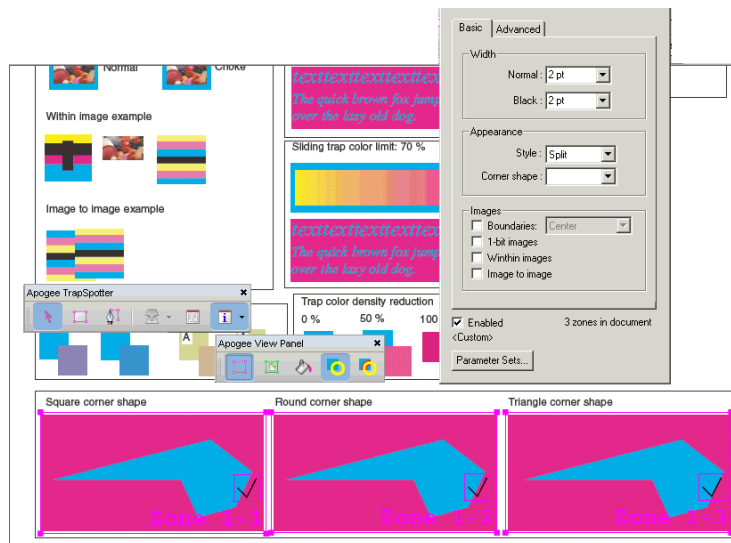 Normal
Choke
Within image example
Image to image example
texttexttexttexttex
The quick brown fox jump
over the lazy old dog.
Sliding trap color limit: 70 %
texttexttexttexttex
The quick brown fox jump
over the lazy old dog.
Basic
Advanced
Width
Normal : 2 pt
Black : 2 pt
Appearance
Style : Split
Corner shape :
Images
Boundaries: Center
1-bit images
Winthin images
Image to image
Enabled
3 zones in document
<Custom>
Parameter Sets...
Apogee TrapSpotter
A
Trap color density reduction
0 %
50 %
100
Apogee View Panel
Square corner shape
Round corner shape
Triangle corner shape
Zone 1-1
Zone 1-2
Zone 1-3